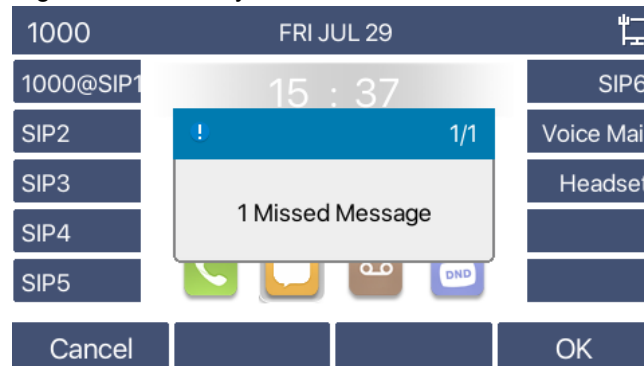 1000 FRI JUL 29
1000@SIP1
15 : 37
SIP6
SIP2
1/1
Voice Mai
SIP3
1 Missed Message
Headset
SIP4
SIP5
DND
Cancel OK